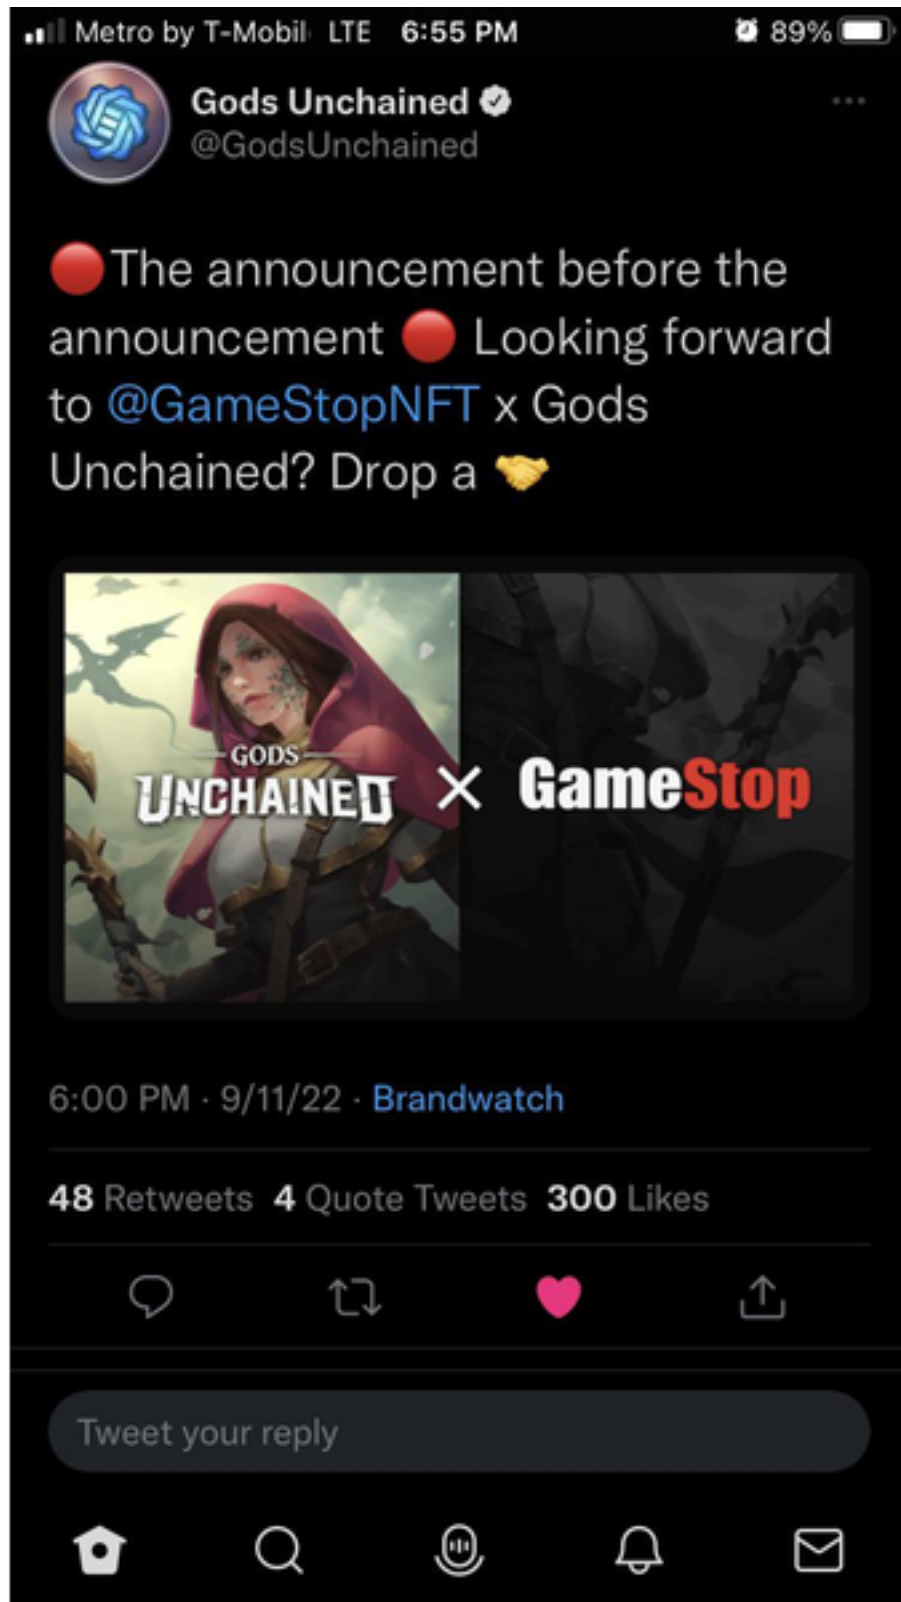 Metro by T-Mobil LTE 6:55 PM 89%
Gods Unchained
@GodsUnchained
🔴The announcement before the
announcement 🔴 Looking forward
to @GameStopNFT x Gods
Unchained? Drop a 🤝
GODS
UNCHAINED X GameStop
6:00 PM · 9/11/22 · Brandwatch
48 Retweets 4 Quote Tweets 300 Likes
Tweet your reply